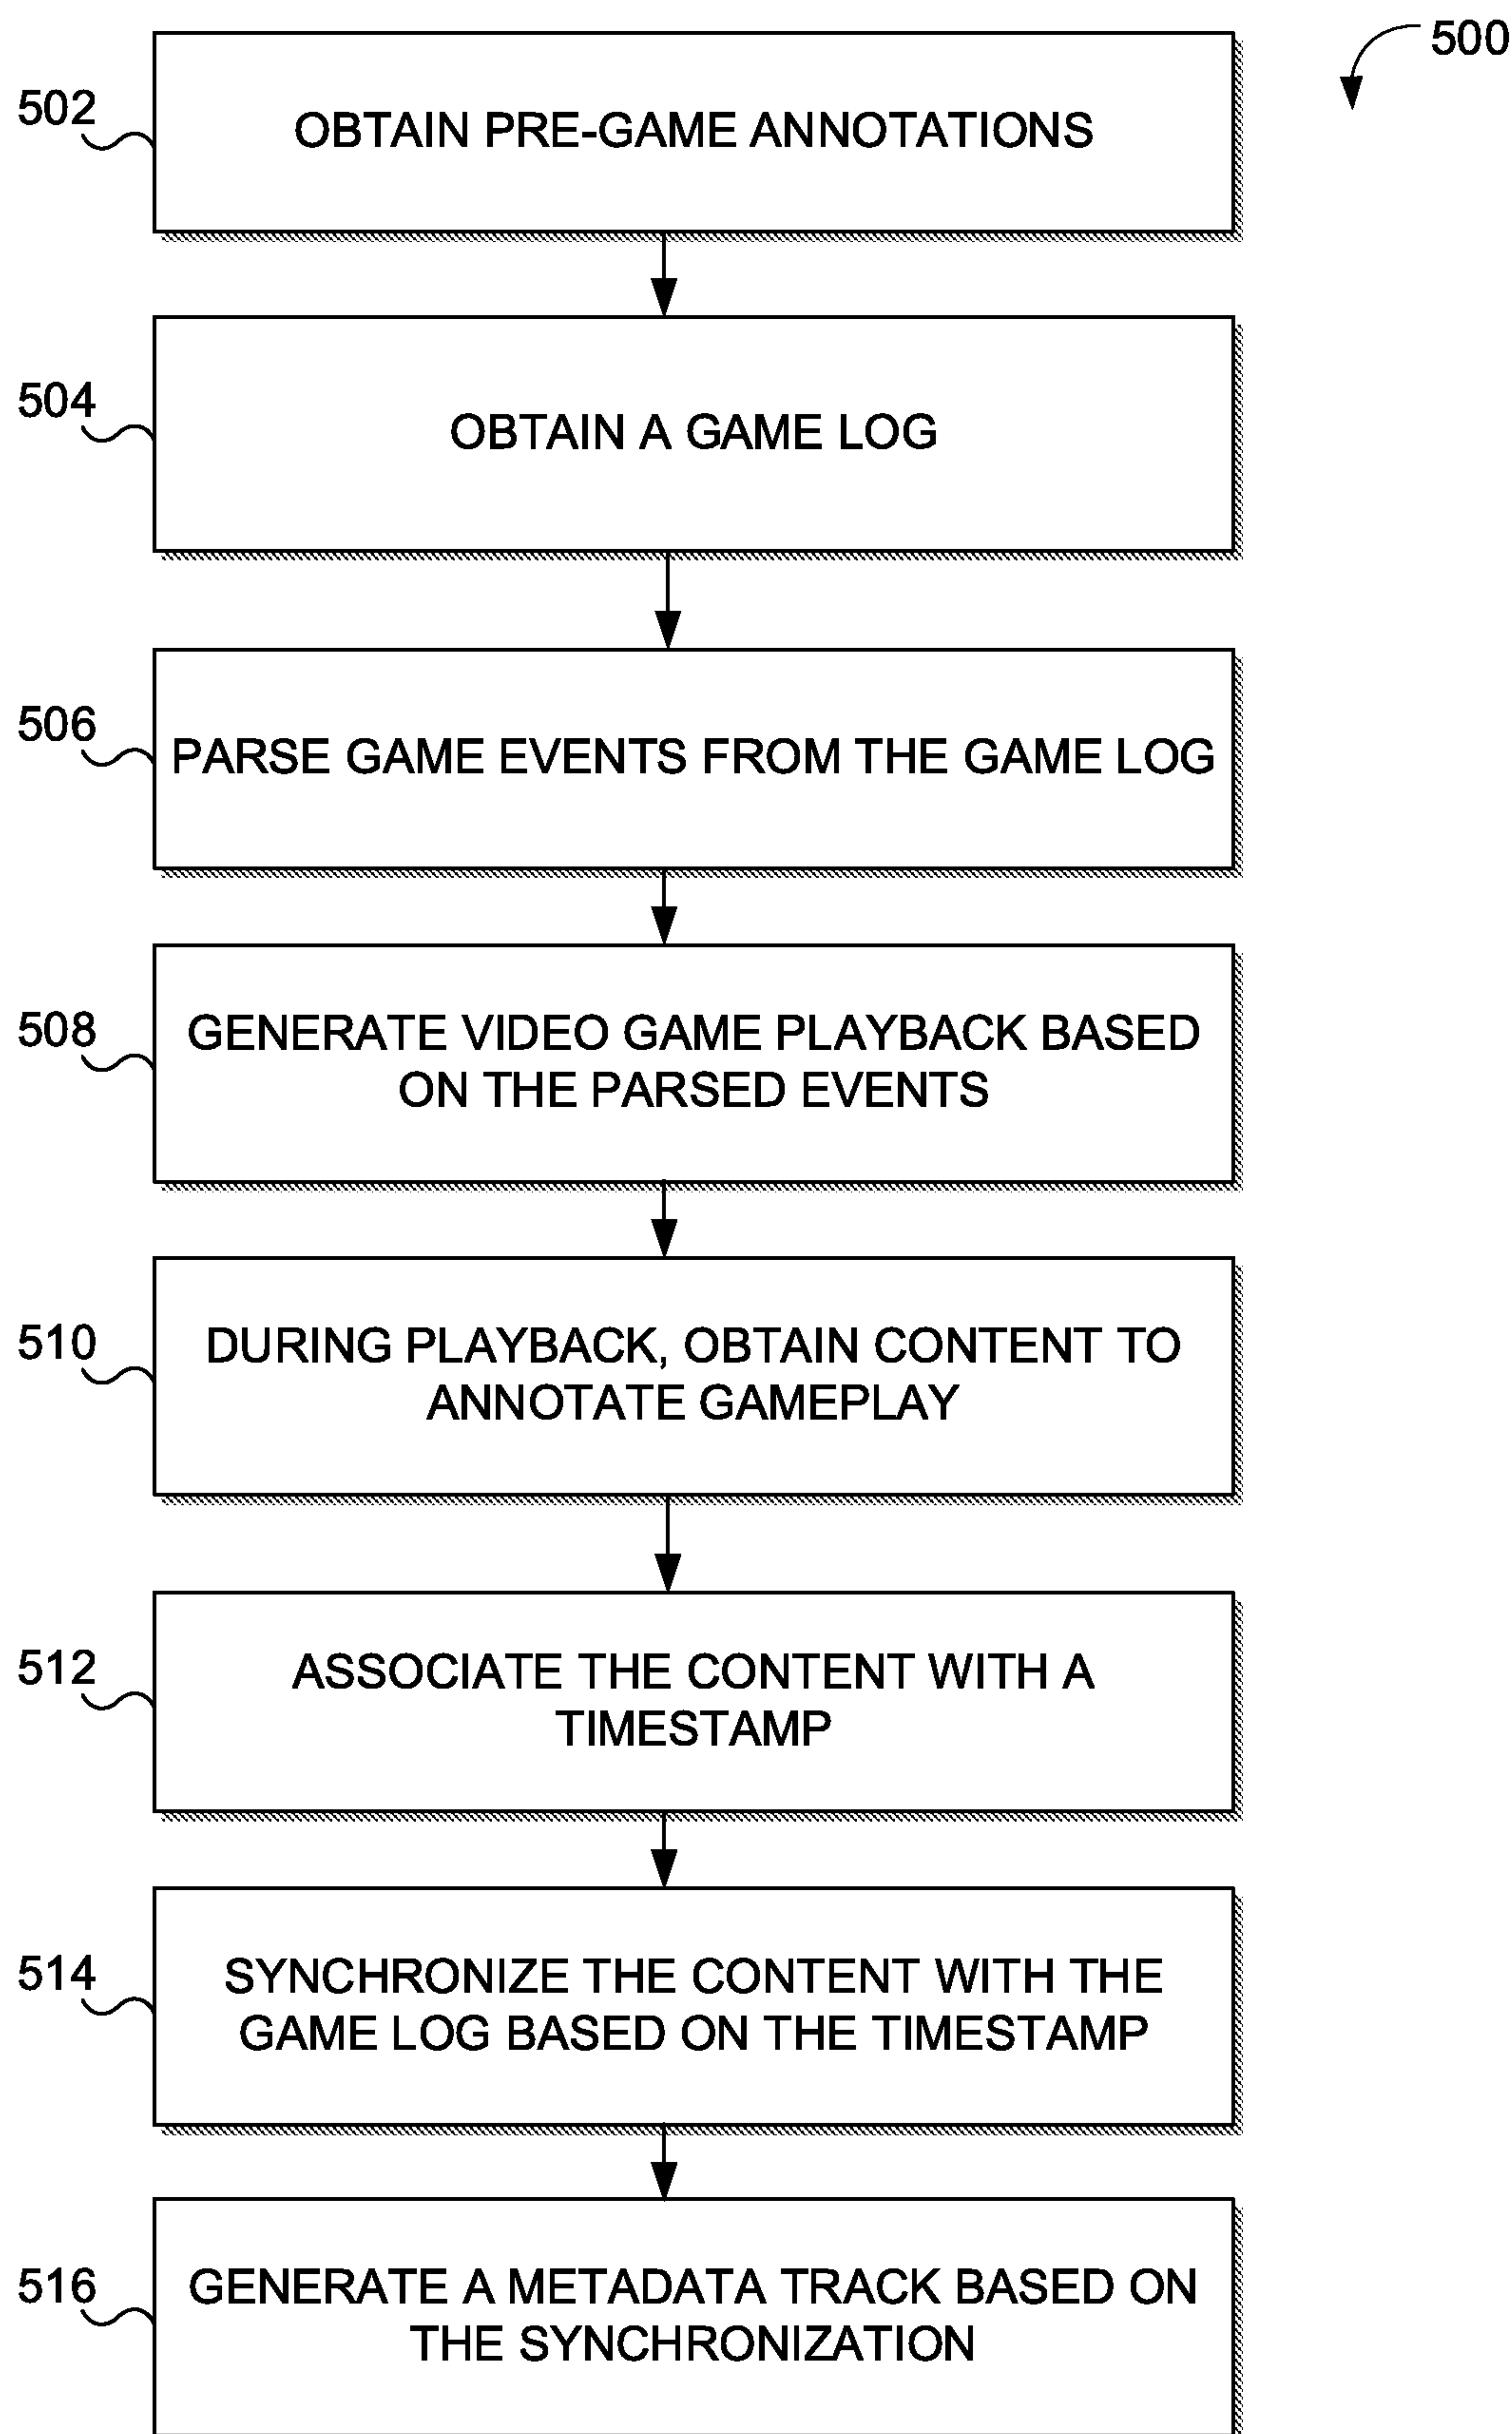 500
502
OBTAIN PRE-GAME ANNOTATIONS
504
OBTAIN A GAME LOG
506
PARSE GAME EVENTS FROM THE GAME LOG
508
GENERATE VIDEO GAME PLAYBACK BASED
ON THE PARSED EVENTS
510
DURING PLAYBACK, OBTAIN CONTENT TO
ANNOTATE GAMEPLAY
512
ASSOCIATE THE CONTENT WITH A
TIMESTAMP
514
SYNCHRONIZE THE CONTENT WITH THE
GAME LOG BASED ON THE TIMESTAMP
516
GENERATE A METADATA TRACK BASED ON
THE SYNCHRONIZATION